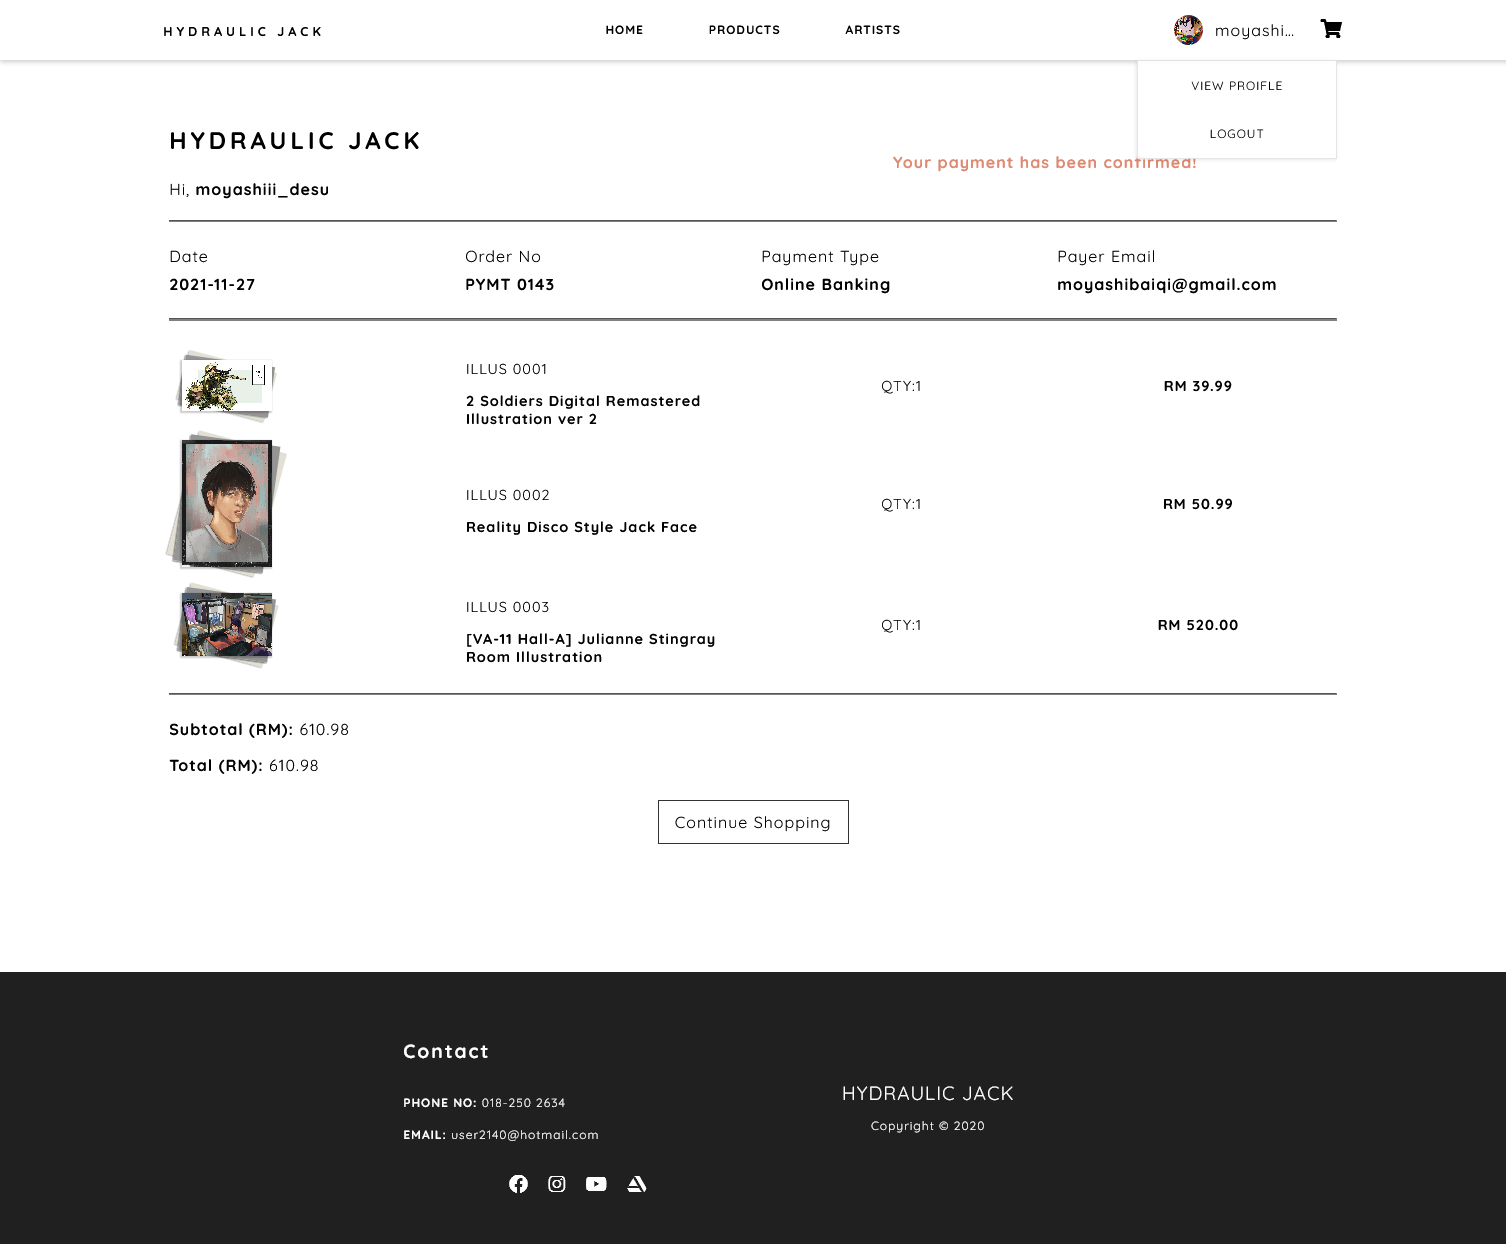 HYDRAULIC JACK
HOME
PRODUCTS
ARTISTS
moyashi...
VIEW PROIFLE
LOGOUT
HYDRAULIC JACK
Your payment has been confirmed!
Hi, moyashiii_desu
Date
Order No
Payment Type
Payer Email
2021-11-27
PYMT 0143
Online Banking
moyashibaiqi@gmail.com
ILLUS 0001
2 Soldiers Digital Remastered
Illustration ver 2
QTY:1
RM 39.99
ILLUS 0002
Reality Disco Style Jack Face
QTY:1
RM 50.99
ILLUS 0003
[VA-11 Hall-A] Julianne Stingray
Room Illustration
QTY:1
RM 520.00
Subtotal (RM): 610.98
Total (RM): 610.98
Continue Shopping
Contact
PHONE NO: 018-250 2634
EMAIL: user2140@hotmail.com
HYDRAULIC JACK
Copyright © 2020